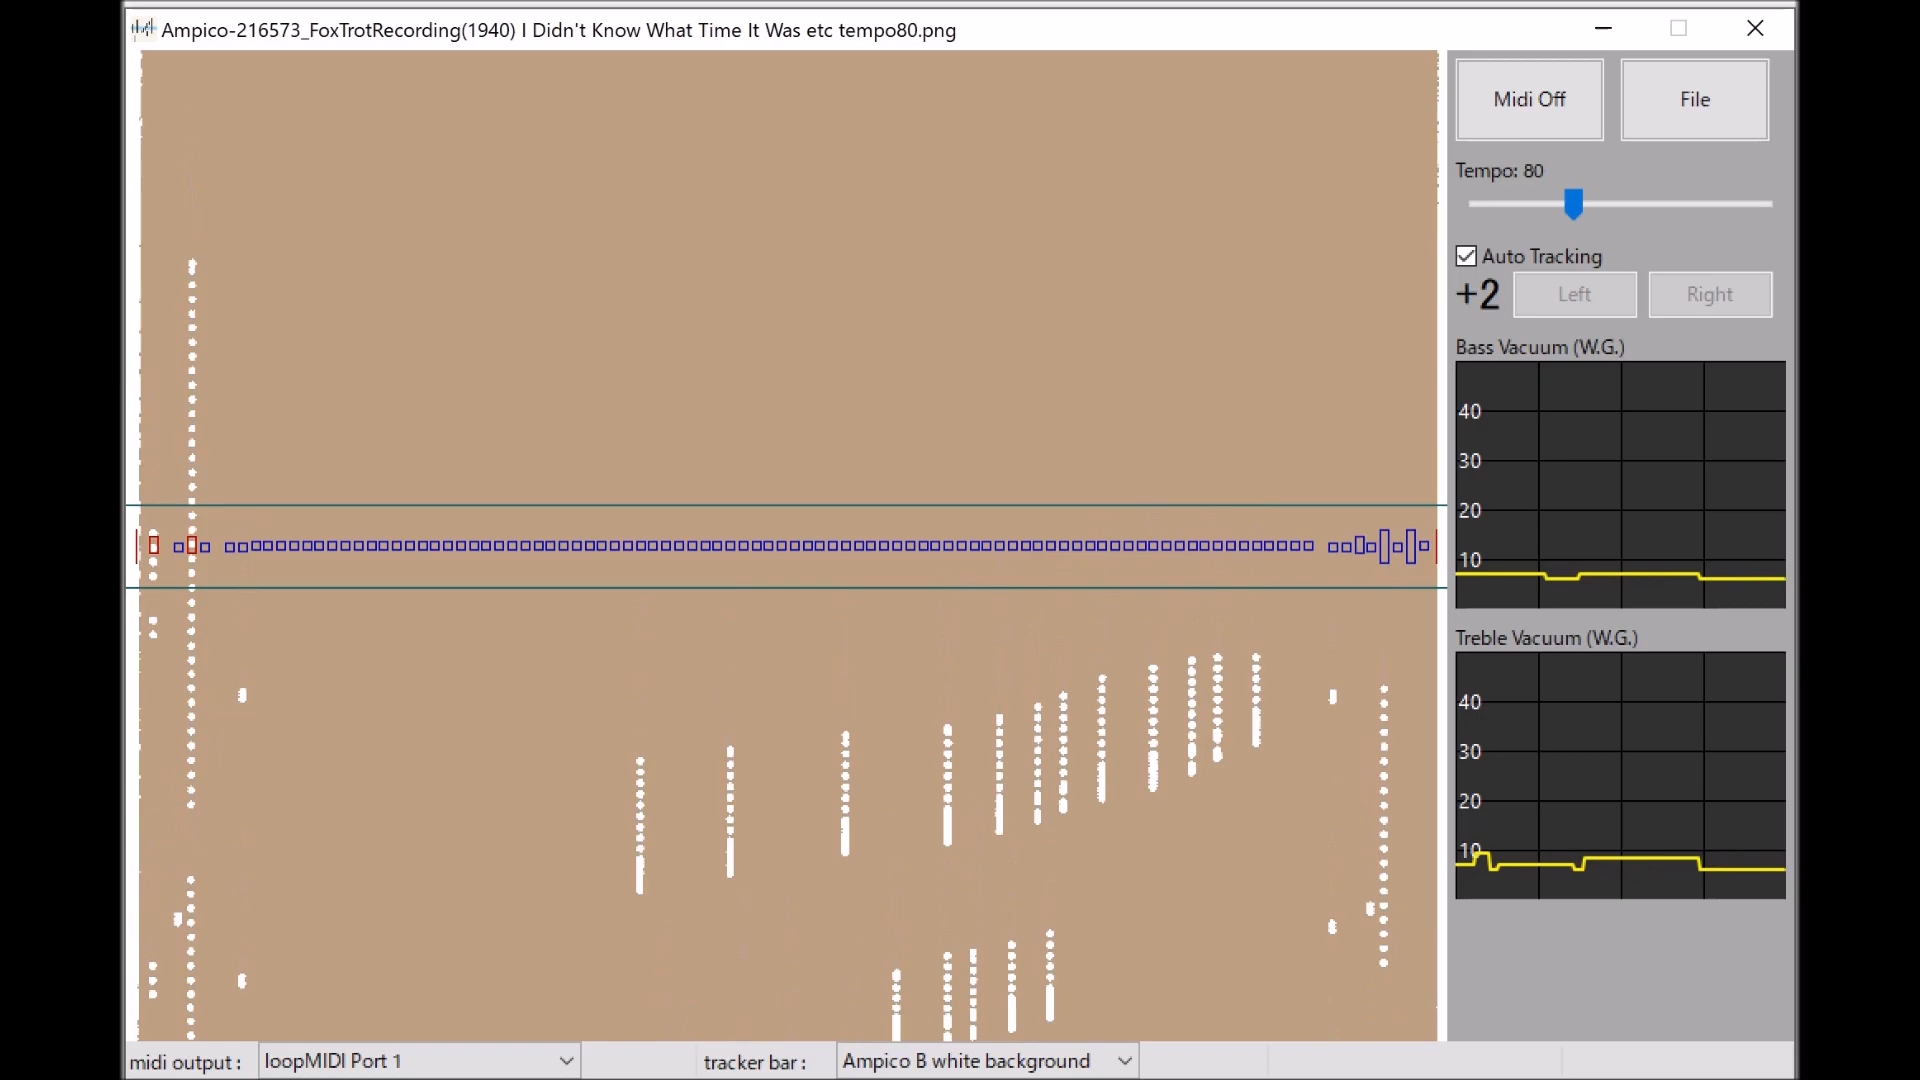 Ampico-216573_FoxTrotRecording(1940) I Didn't Know What Time It Was etc tempo80.png
Midi Off
File
Tempo: 80
Auto Tracking
+2
Left
Right
Bass Vacuum (W.G.)
40
30
20
10
Treble Vacuum (W.G.)
40
30
20
10
midi output :
loopMIDI Port 1
tracker bar :
Ampico B white background